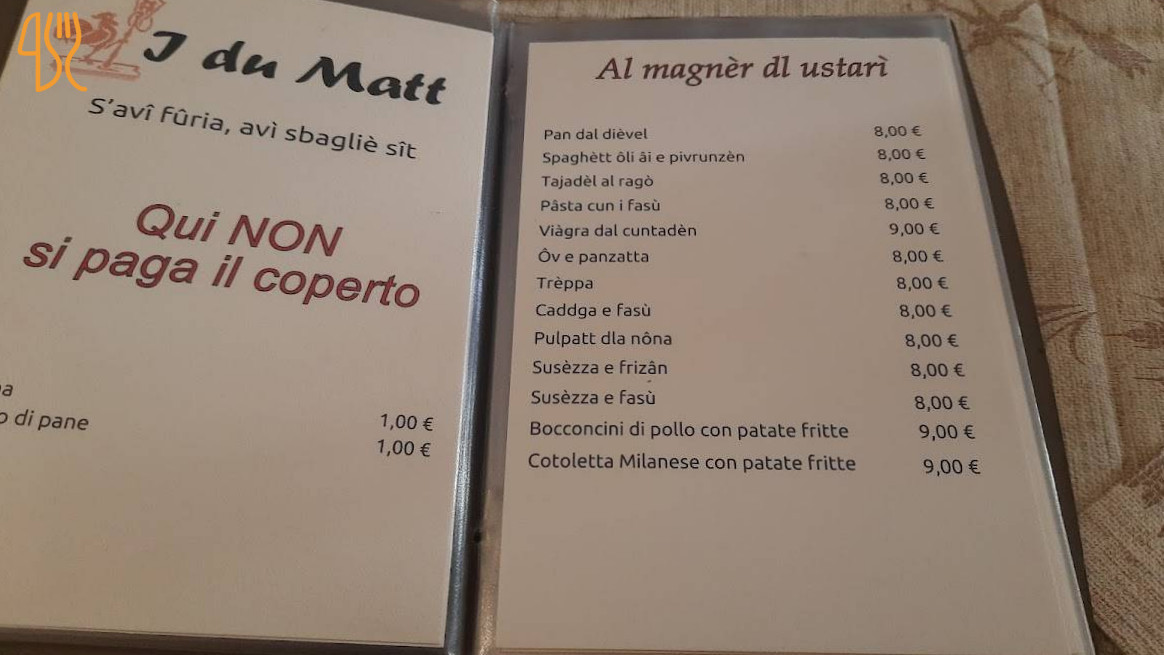 I du Matt
S'avî fûria, avì sbagliè sît
Qui NON
si paga il coperto
di pane 1,00 €
1,00 €
Al magnèr dl ustarì
Pan dal dièvel 8,00 €
Spaghètt ôli âi e pivrunzèn 8,00 €
Tajadèl al ragò 8,00 €
Pâsta cun i fasù 8,00 €
Viàgra dal cuntadèn 9,00 €
Ôv e panzatta 8,00 €
Trèppa 8,00 €
Caddga e fasù 8,00 €
Pulpatt dla nôna 8,00 €
Susèzza e frizân 8,00 €
Susèzza e fasù 8,00 €
Bocconcini di pollo con patate fritte 9,00 €
Cotoletta Milanese con patate fritte 9,00 €